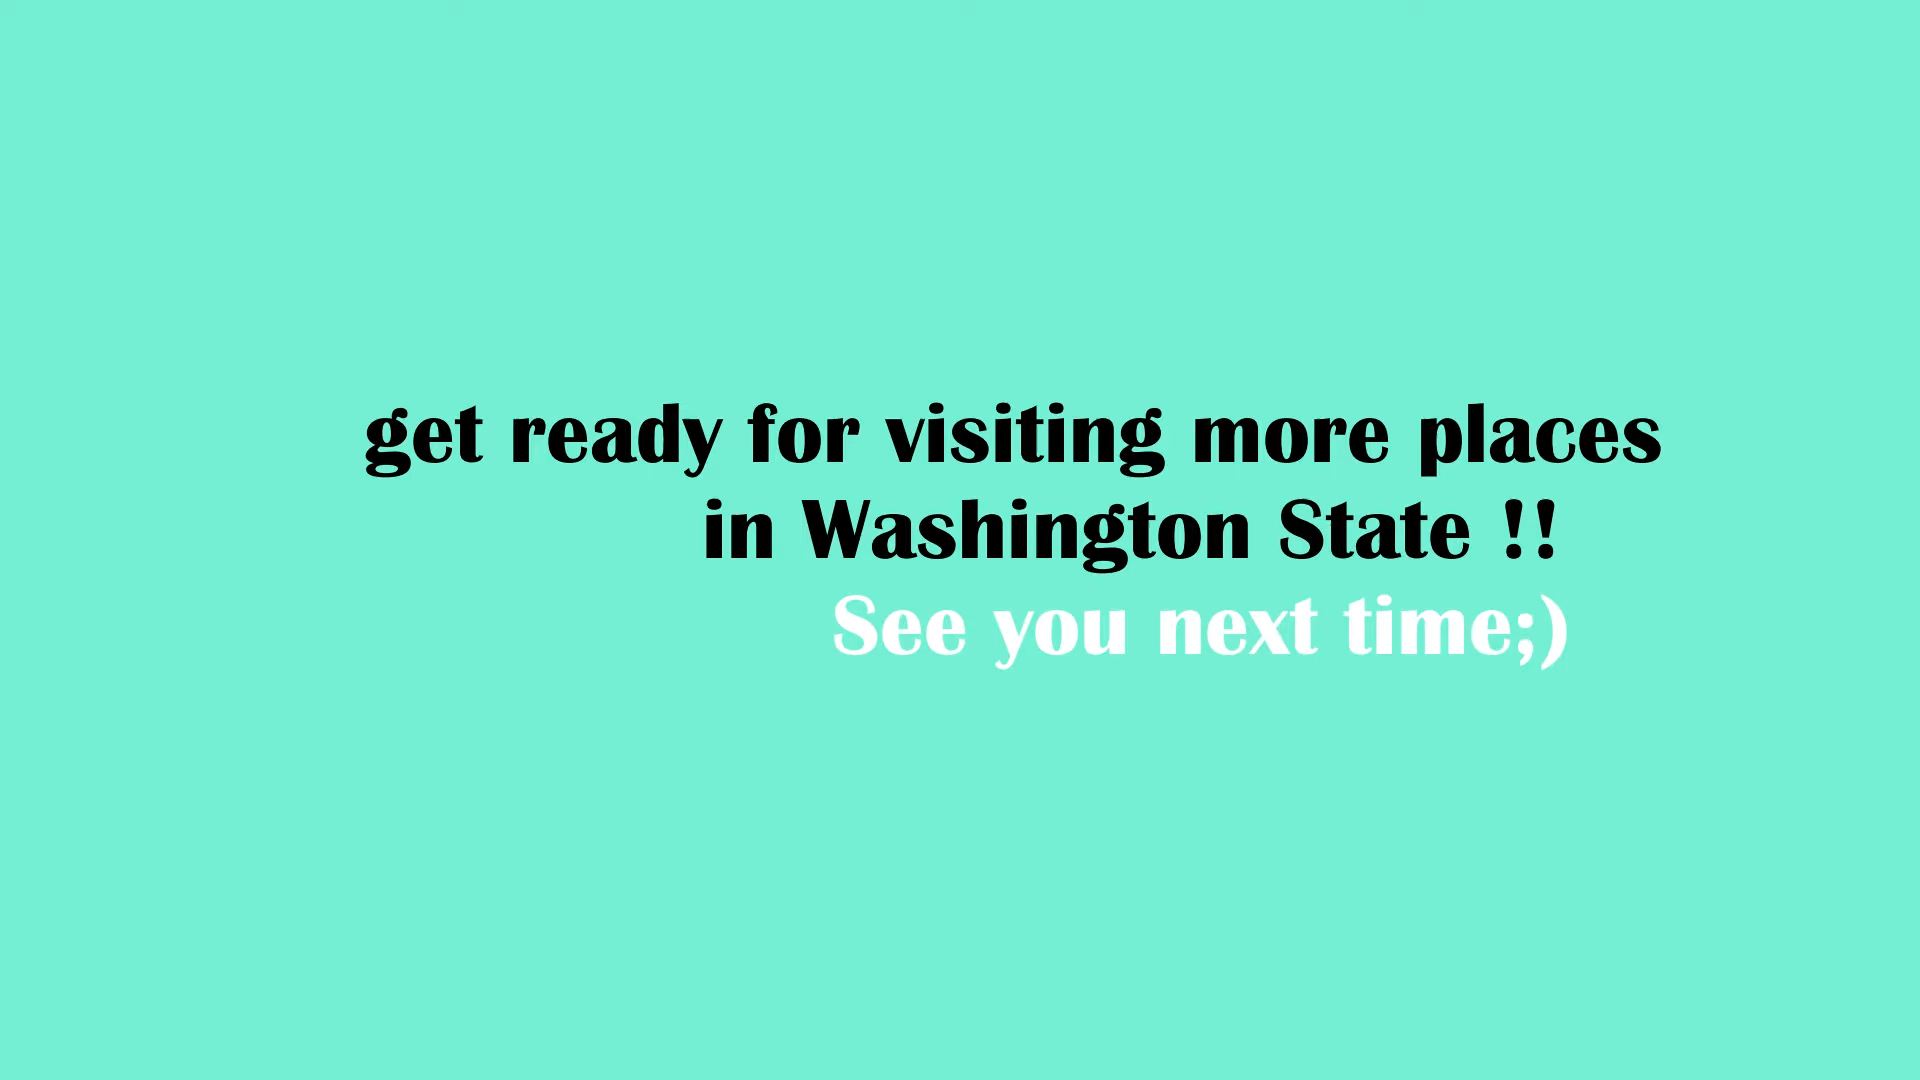 get ready for visiting more places
in Washington State !!
See you next time;)